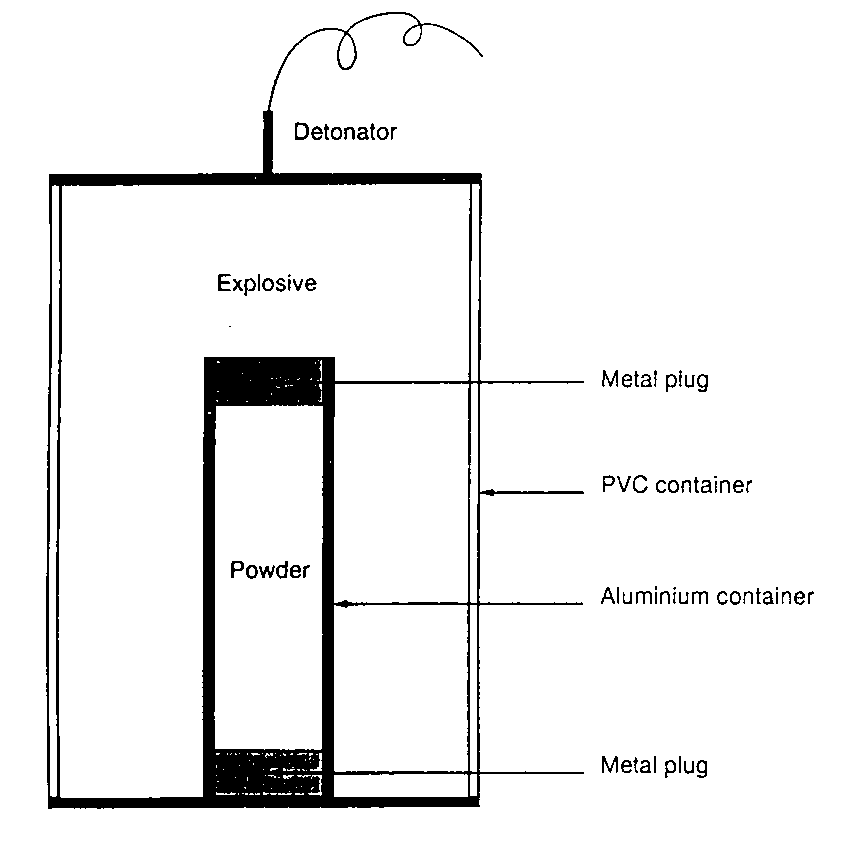 Detonator
Explosive
Metal plug
PVC container
Powder
Aluminium container
Metal plug